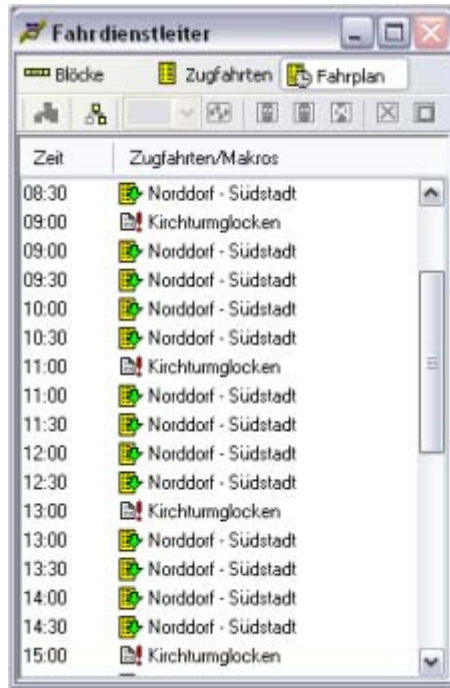 Fahrdienstleiter
Blöcke Zugfahrten Fahrplan
Zeit Zugfahrten/Makros
08:30 Norddorf - Südstadt
09:00 Kirchturmglocken
09:00 Norddorf - Südstadt
09:30 Norddorf - Südstadt
10:00 Norddorf - Südstadt
10:30 Norddorf - Südstadt
11:00 Kirchturmglocken
11:00 Norddorf - Südstadt
11:30 Norddorf - Südstadt
12:00 Norddorf - Südstadt
12:30 Norddorf - Südstadt
13:00 Kirchturmglocken
13:00 Norddorf - Südstadt
13:30 Norddorf - Südstadt
14:00 Norddorf - Südstadt
14:30 Norddorf - Südstadt
15:00 Kirchturmglocken